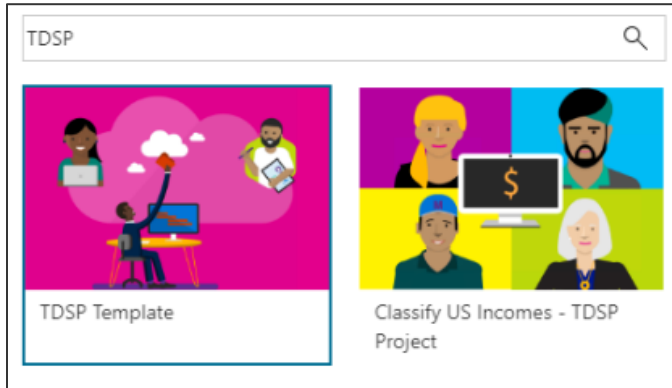 TDSP
$
M
TDSP Template
Classify US Incomes - TDSP
Project